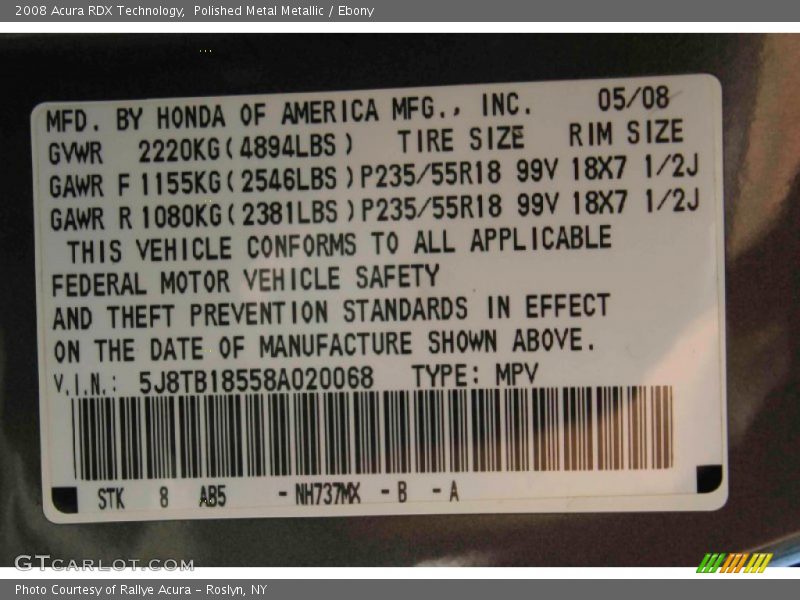 2008 Acura RDX Technology,  Polished Metal Metallic / Ebony
MFD. BY HONDA OF AMERICA MFG., INC. 05/08
GVWR 2220KG(4894LBS) TIRE SIZE RIM SIZE
GAWR F 1155KG(2546LBS)P235/55R18 99V 18X7 1/2J
GAWR R 1080KG(2381LBS)P235/55R18 99V 18X7 1/2J
THIS VEHICLE CONFORMS TO ALL APPLICABLE
FEDERAL MOTOR VEHICLE SAFETY
AND THEFT PREVENTION STANDARDS IN EFFECT
ON THE DATE OF MANUFACTURE SHOWN ABOVE.
V.I.N.: 5J8TB18558A020068 TYPE: MPV
STK 8 AB5 -NH737MX -B -A
GTCARLOT.COM
Photo Courtesy of Rallye Acura – Roslyn, NY